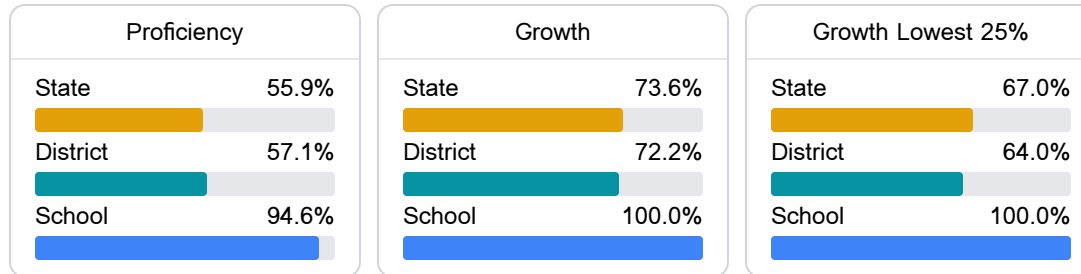 Proficiency
State 55.9%
District 57.1%
School 94.6%
Growth
State 73.6%
District 72.2%
School 100.0%
Growth Lowest 25%
State 67.0%
District 64.0%
School 100.0%